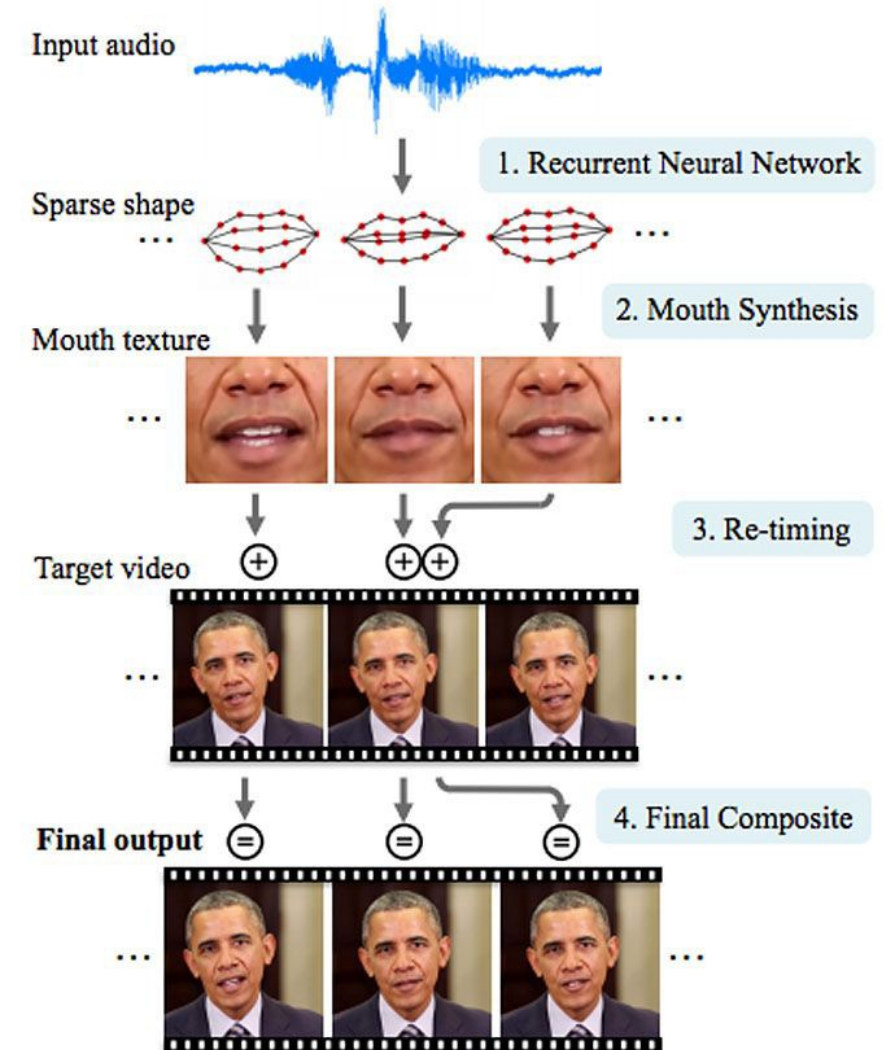 Input audio
1. Recurrent Neural Network
Sparse shape
... ...
2. Mouth Synthesis
Mouth texture
... ...
3. Re-timing
Target video
... ...
4. Final Composite
Final output
... ...